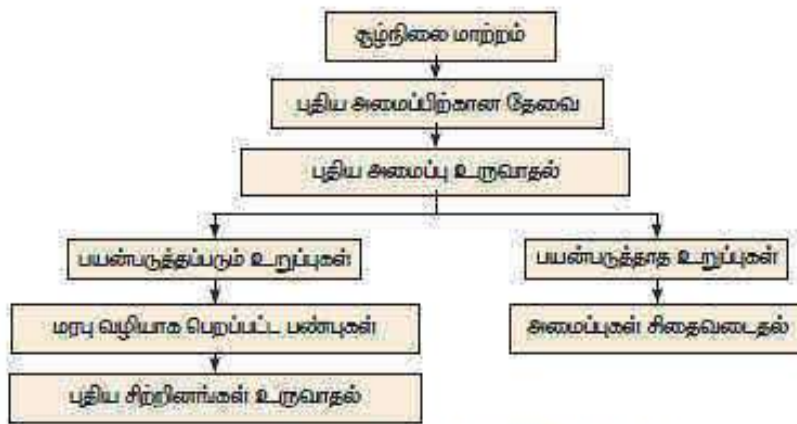 சூழ்நிலை மாற்றம்
புதிய அமைப்பிற்கான தேவை
புதிய அமைப்பு உருவாதல்
பயன்படுத்தப்படும் உறுப்புகள்
பயன்படுத்தாத உறுப்புகள்
மரபு வழியாக பெறப்பட்ட பண்புகள்
அமைப்புகள் சிதைவடைதல்
புதிய சிற்றினங்கள் உருவாதல்